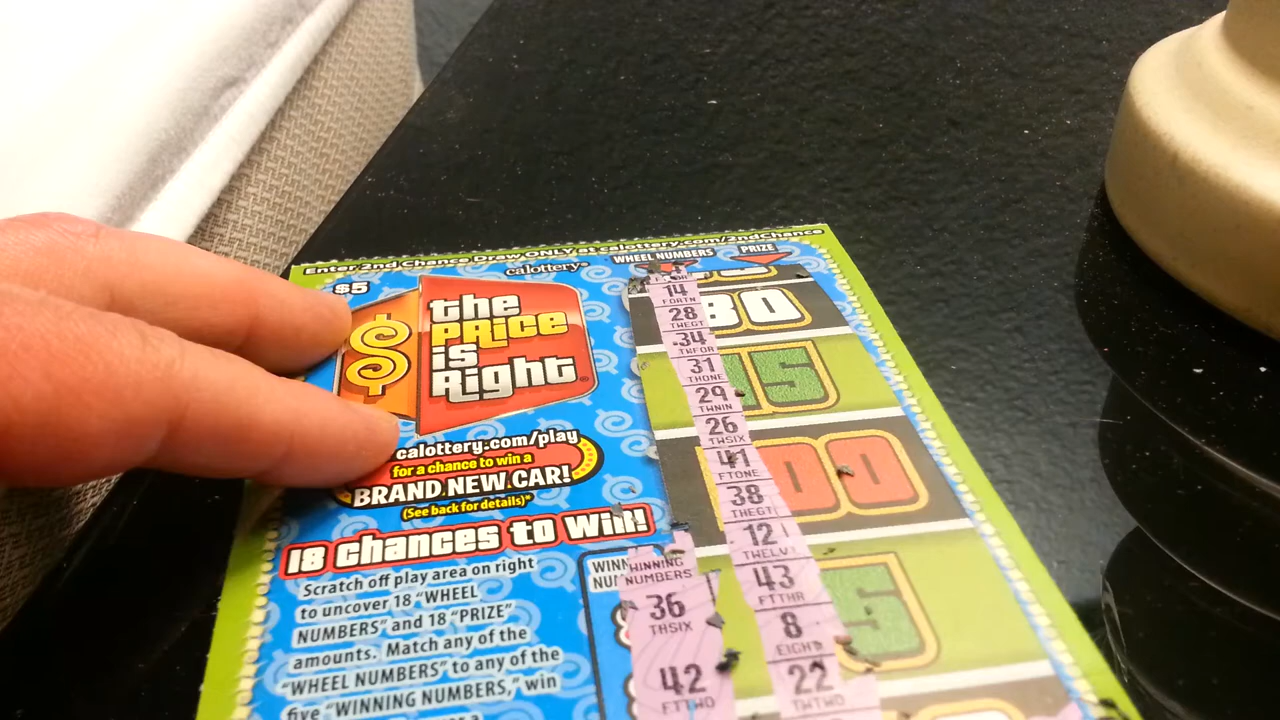 Enter 2nd Chance Draw ONLY at calottery.com/2ndChance
calottery®
WHEEL NUMBERS
PRIZE
$5
$
the
PRice
is
Right®
calottery.com/play
for a chance to win a
BRAND NEW CAR!
(See back for details)*
18 Chances to Win!
Scratch off play area on right
to uncover 18 "WHEEL
NUMBERS" and 18 "PRIZE"
amounts. Match any of the
"WHEEL NUMBERS" to any of the
five "WINNING NUMBERS," win
WINNING
NUMBERS
36
THSIX
42
FTTWO
14
FORTN
28
TWEGT
34
THFOR
31
THONE
29
TWNIN
26
TWSIX
41
FTONE
38
THEGT
12
TWELV
43
FTTHR
8
EIGHT
22
TWTWO
80
15
00